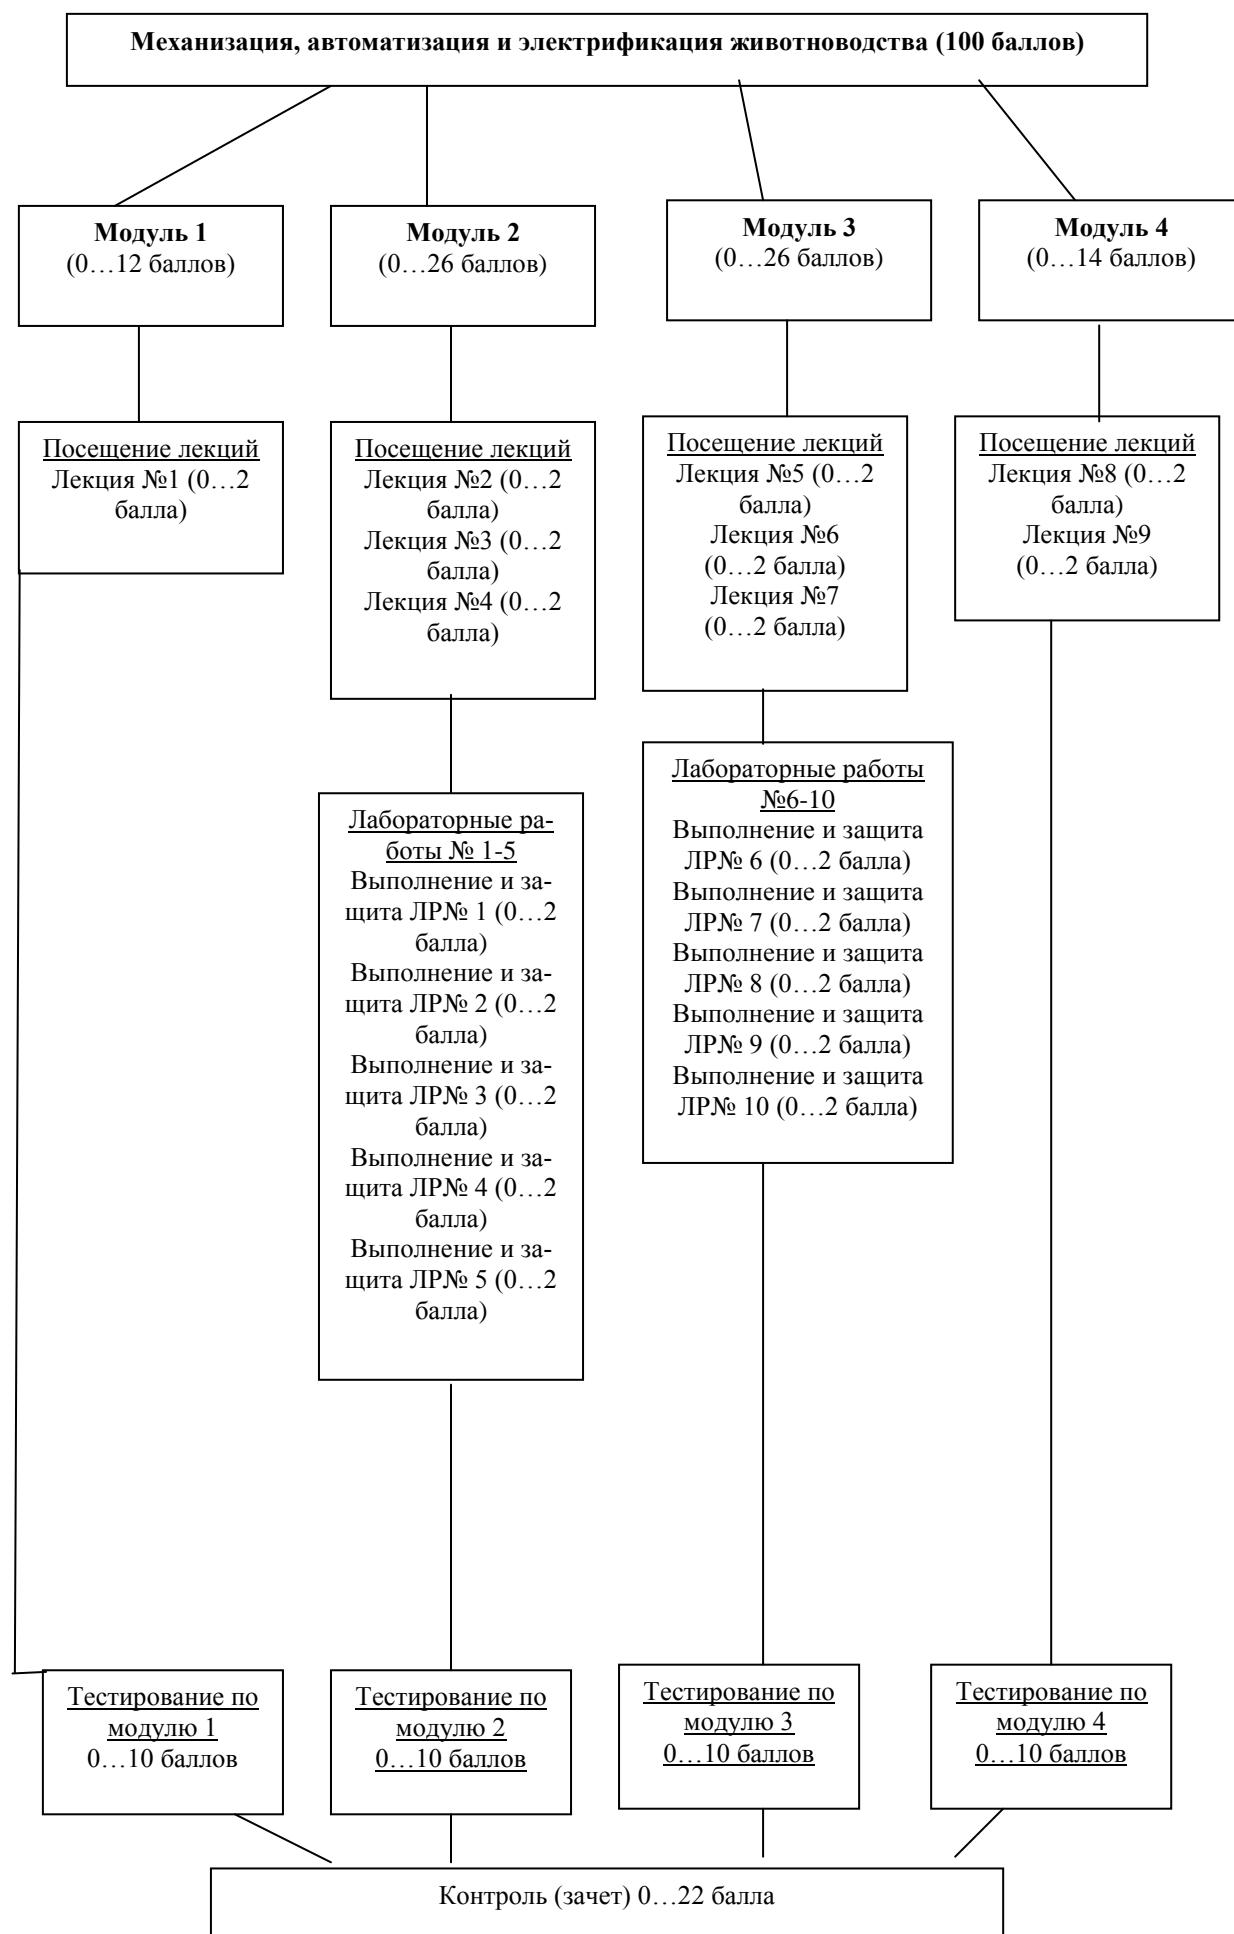 Механизация, автоматизация и электрификация животноводства (100 баллов)
Модуль 1
(0…12 баллов)
Модуль 2
(0…26 баллов)
Модуль 3
(0…26 баллов)
Модуль 4
(0…14 баллов)
Посещение лекций
Лекция №1 (0…2
балла)
Посещение лекций
Лекция №2 (0…2
балла)
Лекция №3 (0…2
балла)
Лекция №4 (0…2
балла)
Посещение лекций
Лекция №5 (0…2
балла)
Лекция №6
(0…2 балла)
Лекция №7
(0…2 балла)
Посещение лекций
Лекция №8 (0…2
балла)
Лекция №9
(0…2 балла)
Лабораторные ра-
боты № 1-5
Выполнение и за-
щита ЛР№ 1 (0…2
балла)
Выполнение и за-
щита ЛР№ 2 (0…2
балла)
Выполнение и за-
щита ЛР№ 3 (0…2
балла)
Выполнение и за-
щита ЛР№ 4 (0…2
балла)
Выполнение и за-
щита ЛР№ 5 (0…2
балла)
Лабораторные работы
№6-10
Выполнение и защита
ЛР№ 6 (0…2 балла)
Выполнение и защита
ЛР№ 7 (0…2 балла)
Выполнение и защита
ЛР№ 8 (0…2 балла)
Выполнение и защита
ЛР№ 9 (0…2 балла)
Выполнение и защита
ЛР№ 10 (0…2 балла)
Тестирование по
модулю 1
0…10 баллов
Тестирование по
модулю 2
0…10 баллов
Тестирование по
модулю 3
0…10 баллов
Тестирование по
модулю 4
0…10 баллов
Контроль (зачет) 0…22 балла